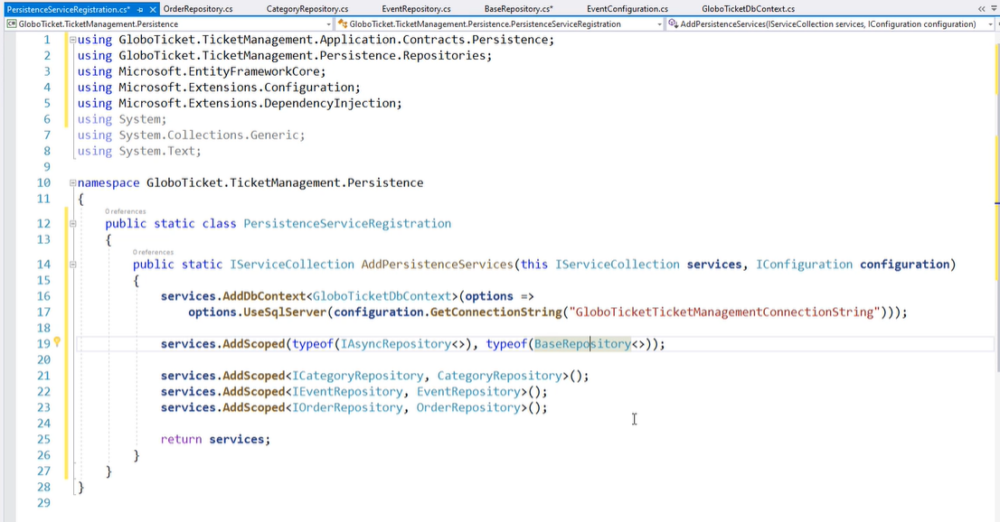 PersistenceServiceRegistration.cs* OrderRepository.cs CategoryRepository.cs EventRepository.cs BaseRepository.cs* EventConfiguration.cs GloboTicketDbContext.cs
GloboTicket.TicketManagement.Persistence GloboTicket.TicketManagement.Persistence.PersistenceServiceRegistration AddPersistenceServices(IServiceCollection services, IConfiguration configuration)
1 using GloboTicket.TicketManagement.Application.Contracts.Persistence;
2 using GloboTicket.TicketManagement.Persistence.Repositories;
3 using Microsoft.EntityFrameworkCore;
4 using Microsoft.Extensions.Configuration;
5 using Microsoft.Extensions.DependencyInjection;
6 using System;
7 using System.Collections.Generic;
8 using System.Text;
9
10 namespace GloboTicket.TicketManagement.Persistence
11 {
0 references
12 public static class PersistenceServiceRegistration
13 {
0 references
14 public static IServiceCollection AddPersistenceServices(this IServiceCollection services, IConfiguration configuration)
15 {
16 services.AddDbContext<GloboTicketDbContext>(options =>
17 options.UseSqlServer(configuration.GetConnectionString("GloboTicketTicketManagementConnectionString")));
18
19 services.AddScoped(typeof(IAsyncRepository<>), typeof(BaseRepository<>));
20
21 services.AddScoped<ICategoryRepository, CategoryRepository>();
22 services.AddScoped<IEventRepository, EventRepository>();
23 services.AddScoped<IOrderRepository, OrderRepository>();
24
25 return services;
26 }
27 }
28 }
29